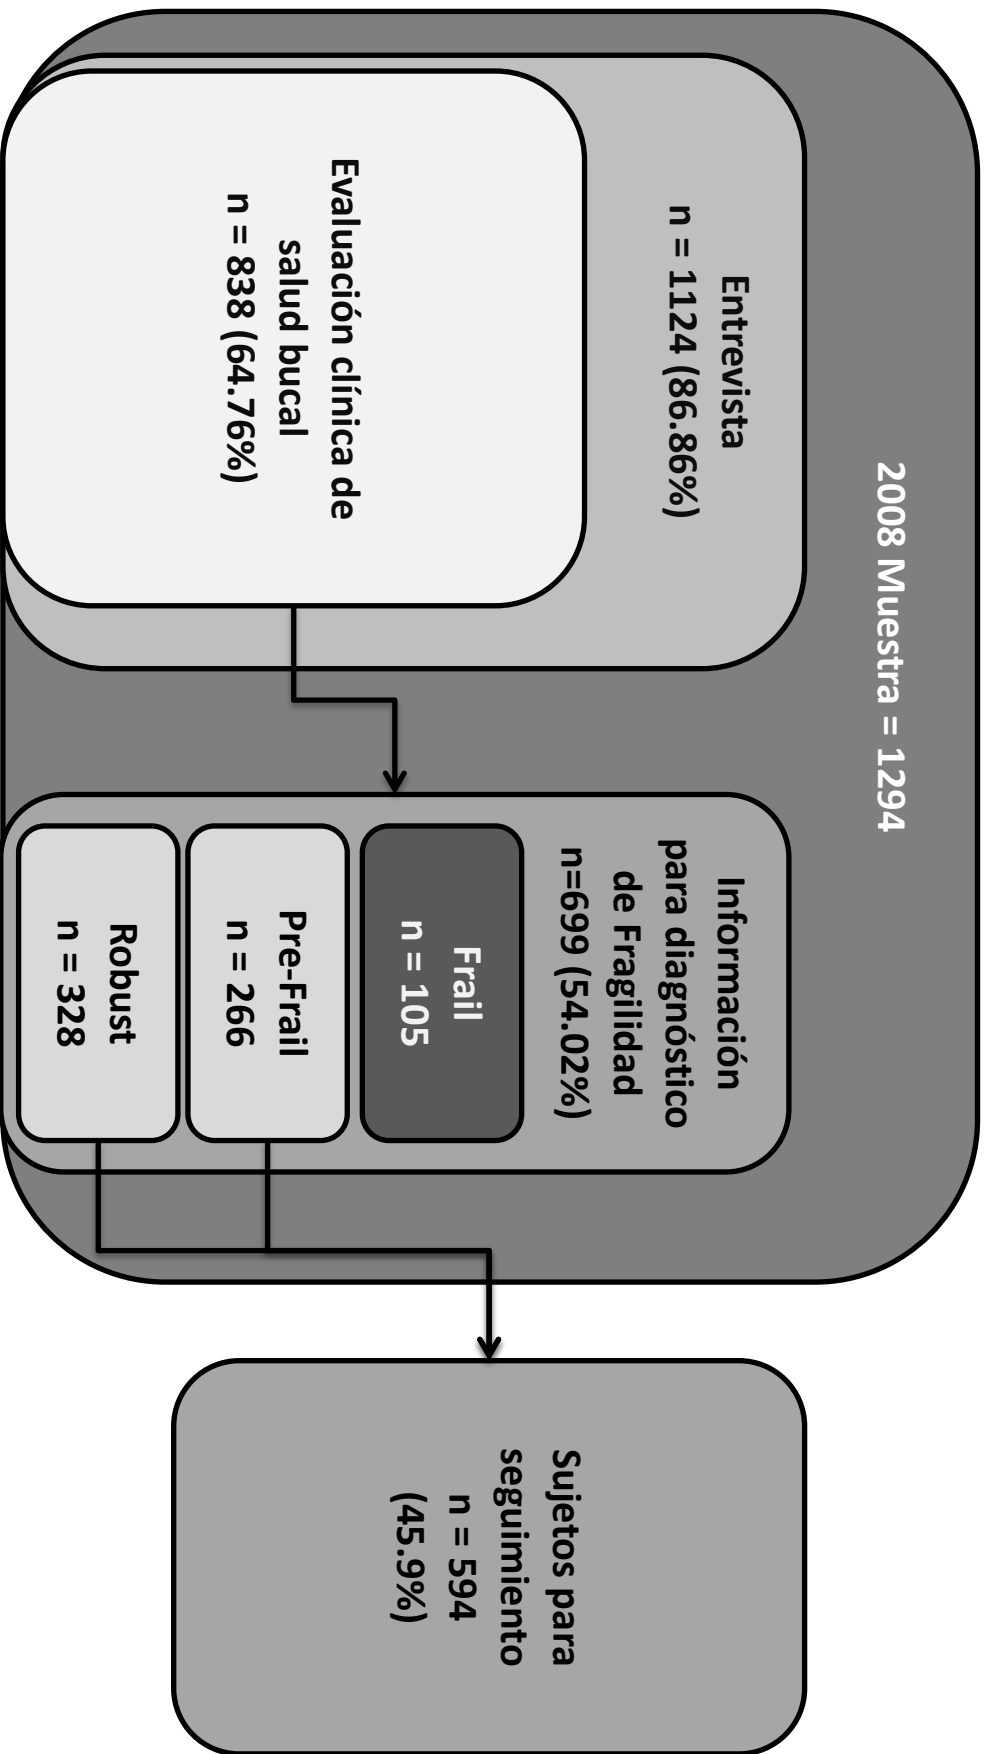 2008 Muestra = 1294
Entrevista
n = 1124 (86.86%)
Evaluación clínica de
salud bucal
n = 838 (64.76%)
Información
para diagnóstico
de Fragilidad
n=699 (54.02%)
Frail
n = 105
Pre-Frail
n = 266
Robust
n = 328
Sujetos para
seguimiento
n = 594
(45.9%)